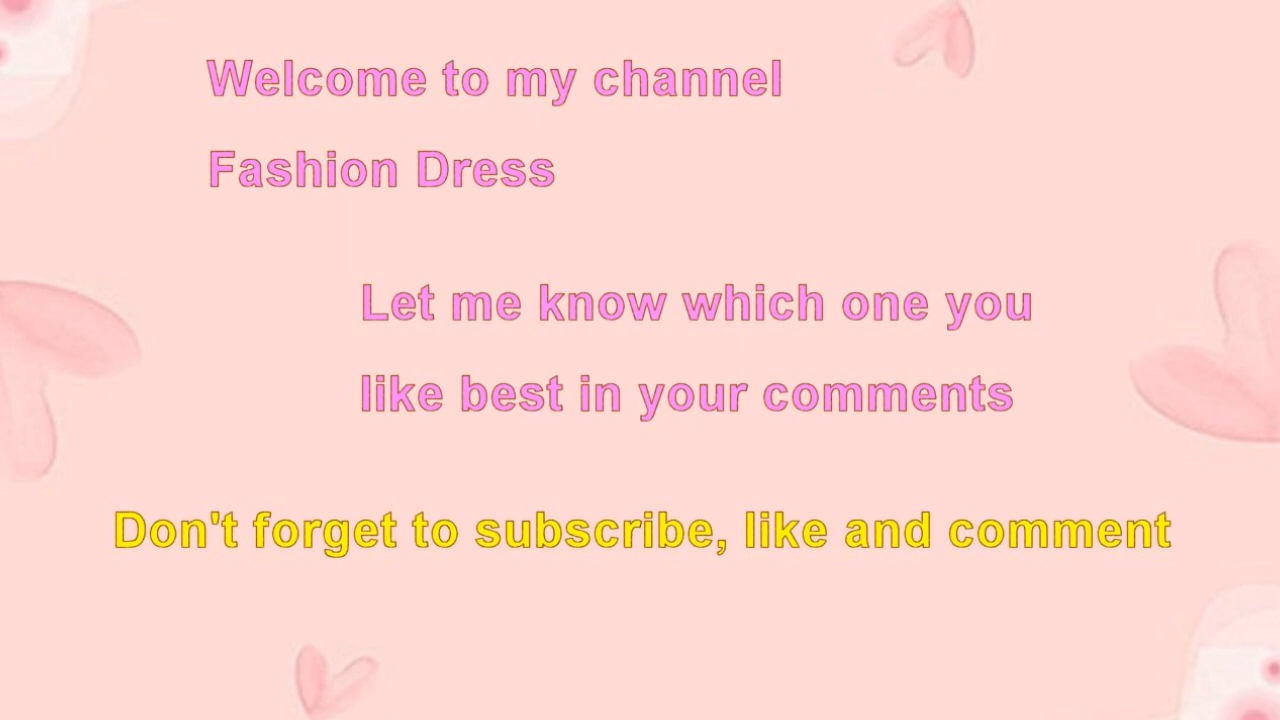 Welcome to my channel
Fashion Dress
Let me know which one you
like best in your comments
Don't forget to subscribe, like and comment